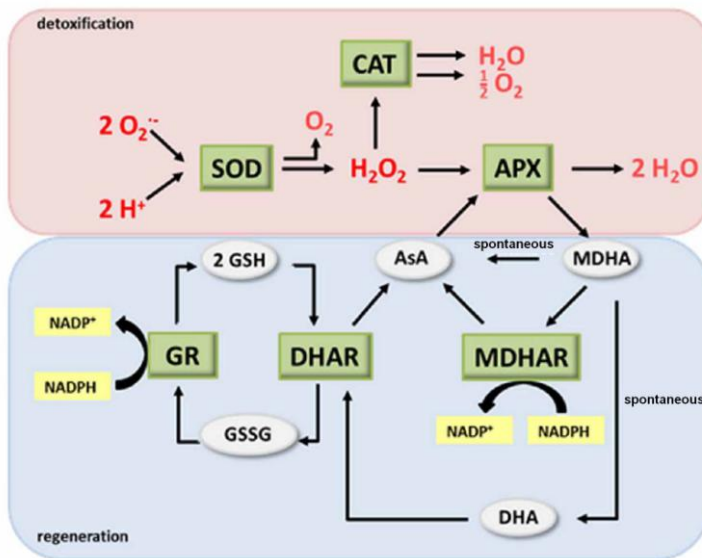 detoxification
CAT
H₂O
½ O₂
2 O₂·⁻
O₂
SOD
H₂O₂
APX
2 H₂O
2 H⁺
2 GSH
AsA
spontaneous
MDHA
NADP⁺
GR
DHAR
MDHAR
NADPH
spontaneous
GSSG
NADP⁺
NADPH
DHA
regeneration